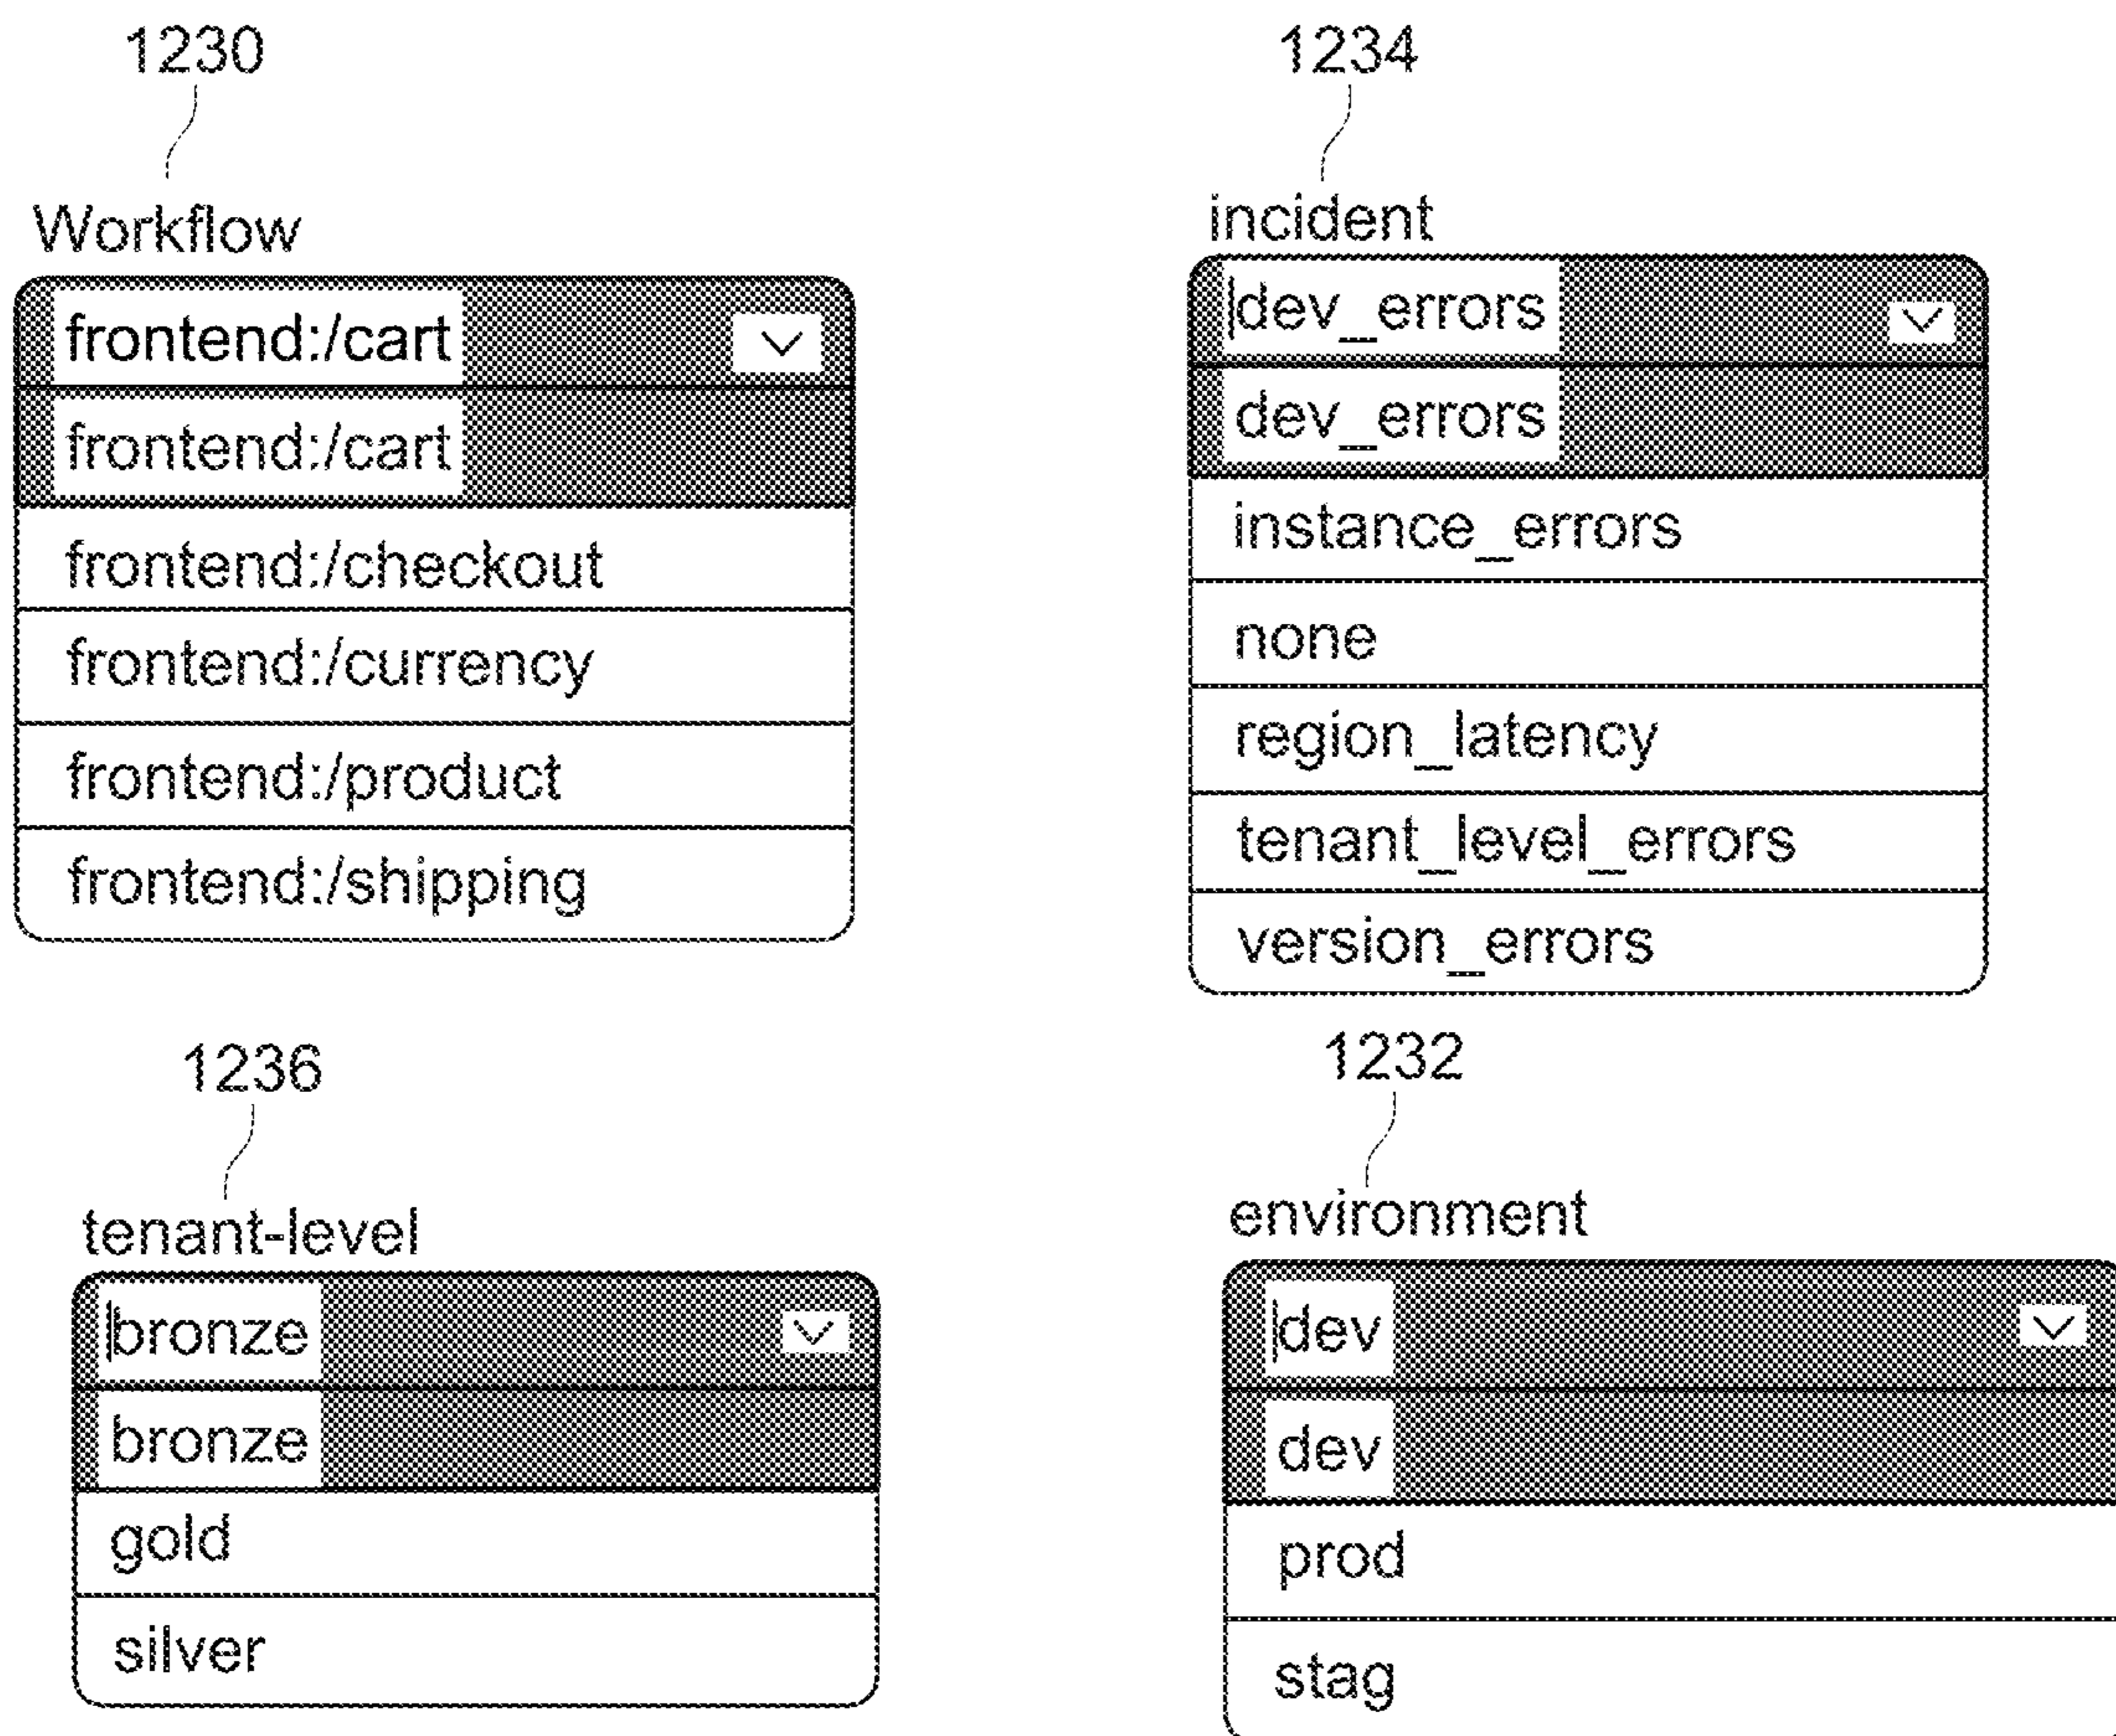 1230
Workflow
frontend:/cart
frontend:/cart
frontend:/checkout
frontend:/currency
frontend:/product
frontend:/shipping
1234
incident
dev_errors
dev_errors
instance_errors
none
region_latency
tenant_level_errors
version_errors
1236
tenant-level
bronze
bronze
gold
silver
1232
environment
dev
dev
prod
stag